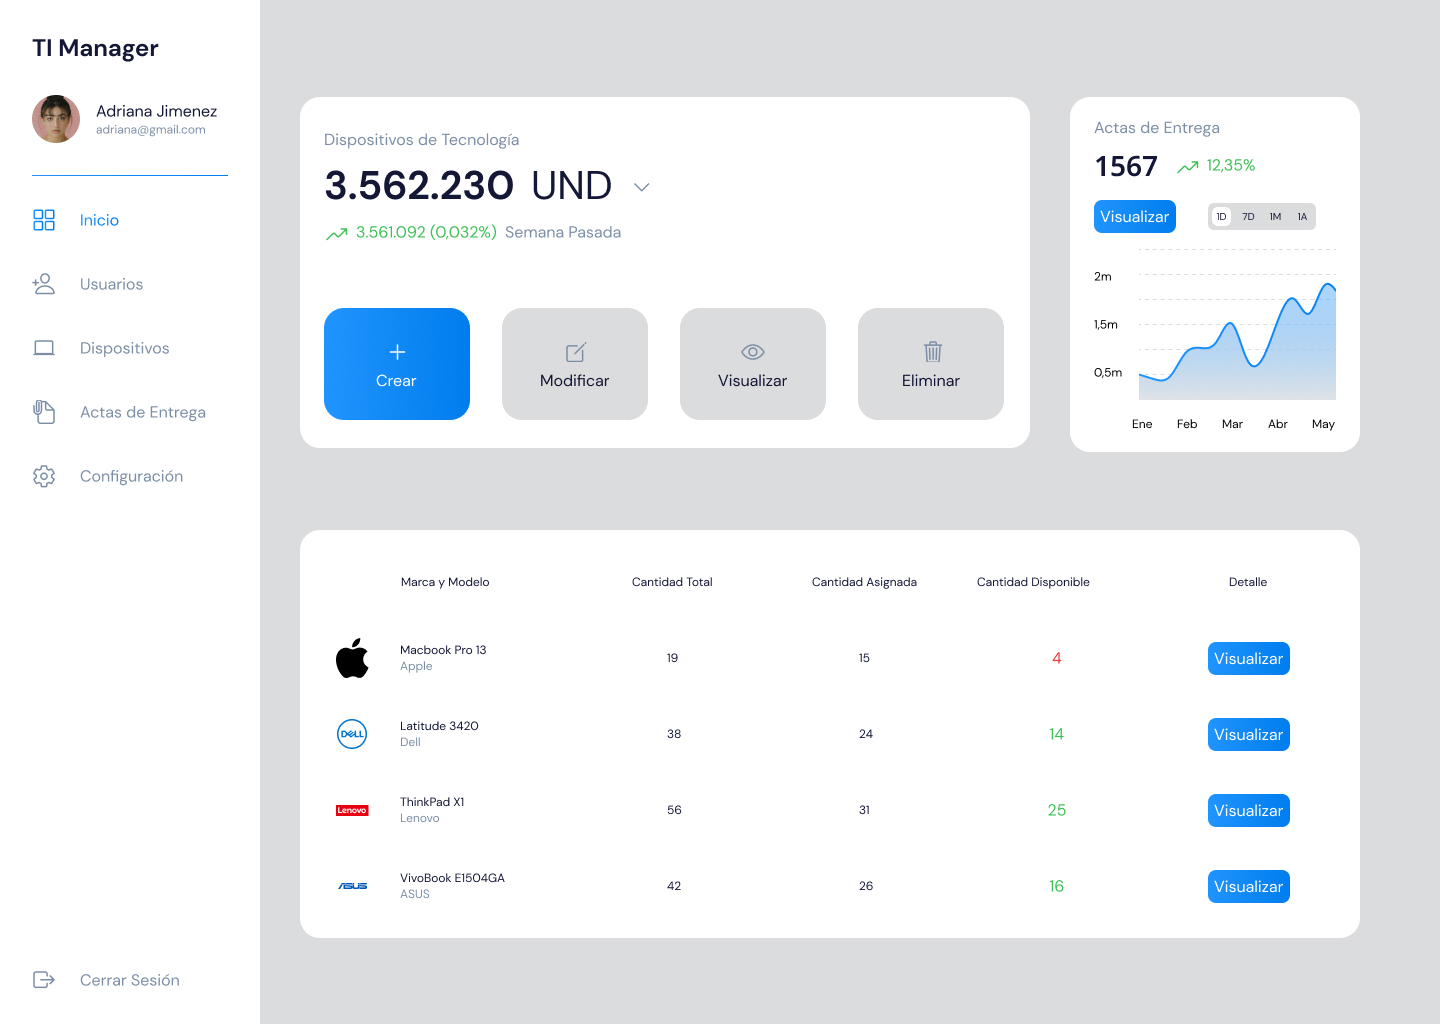 TI Manager
Adriana Jimenez
adriana@gmail.com
Inicio
Usuarios
Dispositivos
Actas de Entrega
Configuración
Cerrar Sesión
Dispositivos de Tecnología
3.562.230 UND
3.561.092 (0,032%) Semana Pasada
Crear
Modificar
Visualizar
Eliminar
Actas de Entrega
1567 12,35%
Visualizar 1D 7D 1M 1A
2m
1,5m
0,5m
Ene Feb Mar Abr May
Marca y Modelo Cantidad Total Cantidad Asignada Cantidad Disponible Detalle
Macbook Pro 13
Apple
19 15 4 Visualizar
DELL
Latitude 3420
Dell
38 24 14 Visualizar
Lenovo
ThinkPad X1
Lenovo
56 31 25 Visualizar
ASUS
VivoBook E1504GA
ASUS
42 26 16 Visualizar